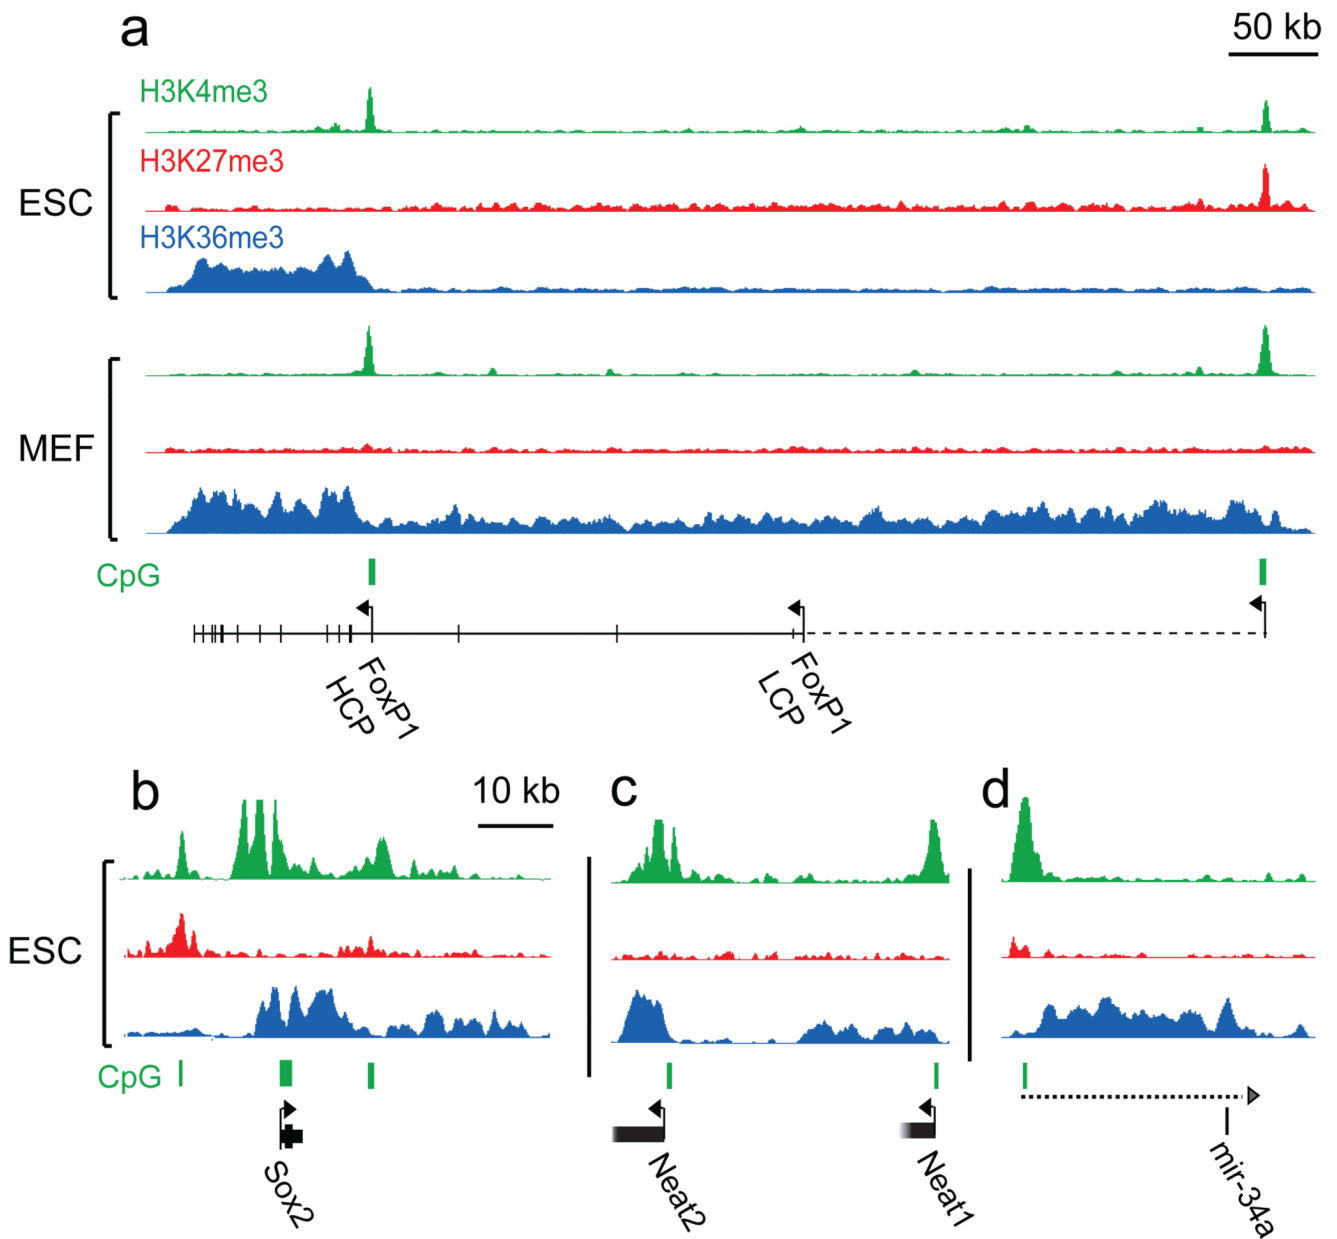 a
50 kb
H3K4me3
H3K27me3
ESC
H3K36me3
MEF
CpG
FoxP1
HCP
FoxP1
LCP
b
10 kb
c
d
ESC
CpG
Sox2
Neat2
Neat1
mir-34a